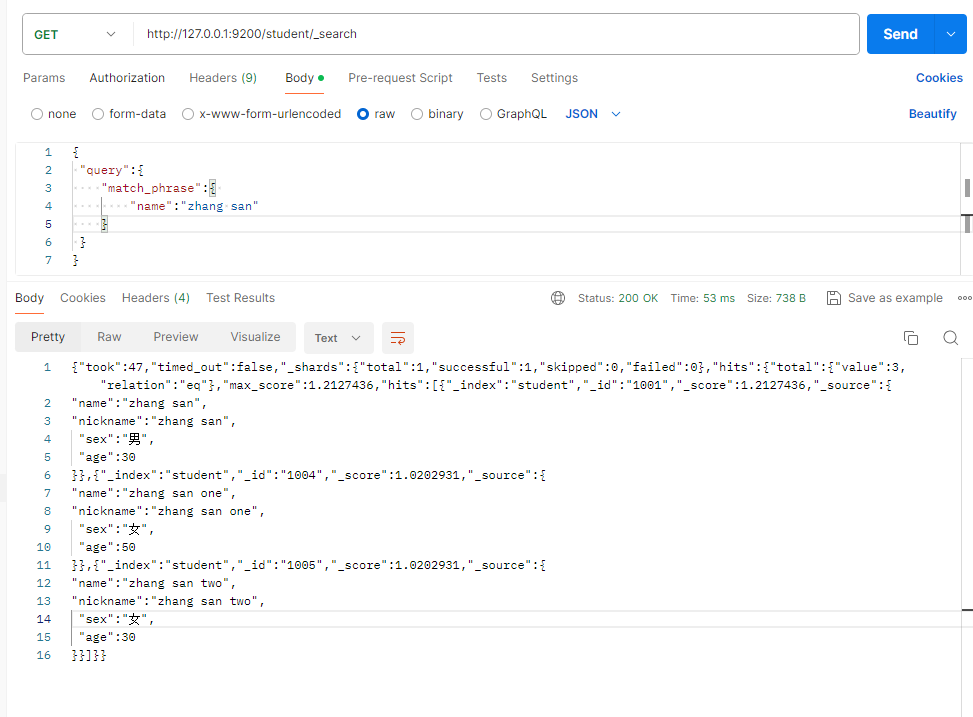 GET http://127.0.0.1:9200/student/_search Send
Params Authorization Headers (9) Body Pre-request Script Tests Settings Cookies
none form-data x-www-form-urlencoded raw binary GraphQL JSON Beautify
1 {
2 "query":{
3 "match_phrase":{
4 "name":"zhang san"
5 }
6 }
7 }
Body Cookies Headers (4) Test Results Status: 200 OK Time: 53 ms Size: 738 B Save as example
Pretty Raw Preview Visualize Text
1 {"took":47,"timed_out":false,"_shards":{"total":1,"successful":1,"skipped":0,"failed":0},"hits":{"total":{"value":3,
"relation":"eq"},"max_score":1.2127436,"hits":[{"_index":"student","_id":"1001","_score":1.2127436,"_source":{
2 "name":"zhang san",
3 "nickname":"zhang san",
4 "sex":"男",
5 "age":30
6 }},{"_index":"student","_id":"1004","_score":1.0202931,"_source":{
7 "name":"zhang san one",
8 "nickname":"zhang san one",
9 "sex":"女",
10 "age":50
11 }},{"_index":"student","_id":"1005","_score":1.0202931,"_source":{
12 "name":"zhang san two",
13 "nickname":"zhang san two",
14 "sex":"女",
15 "age":30
16 }}]}}